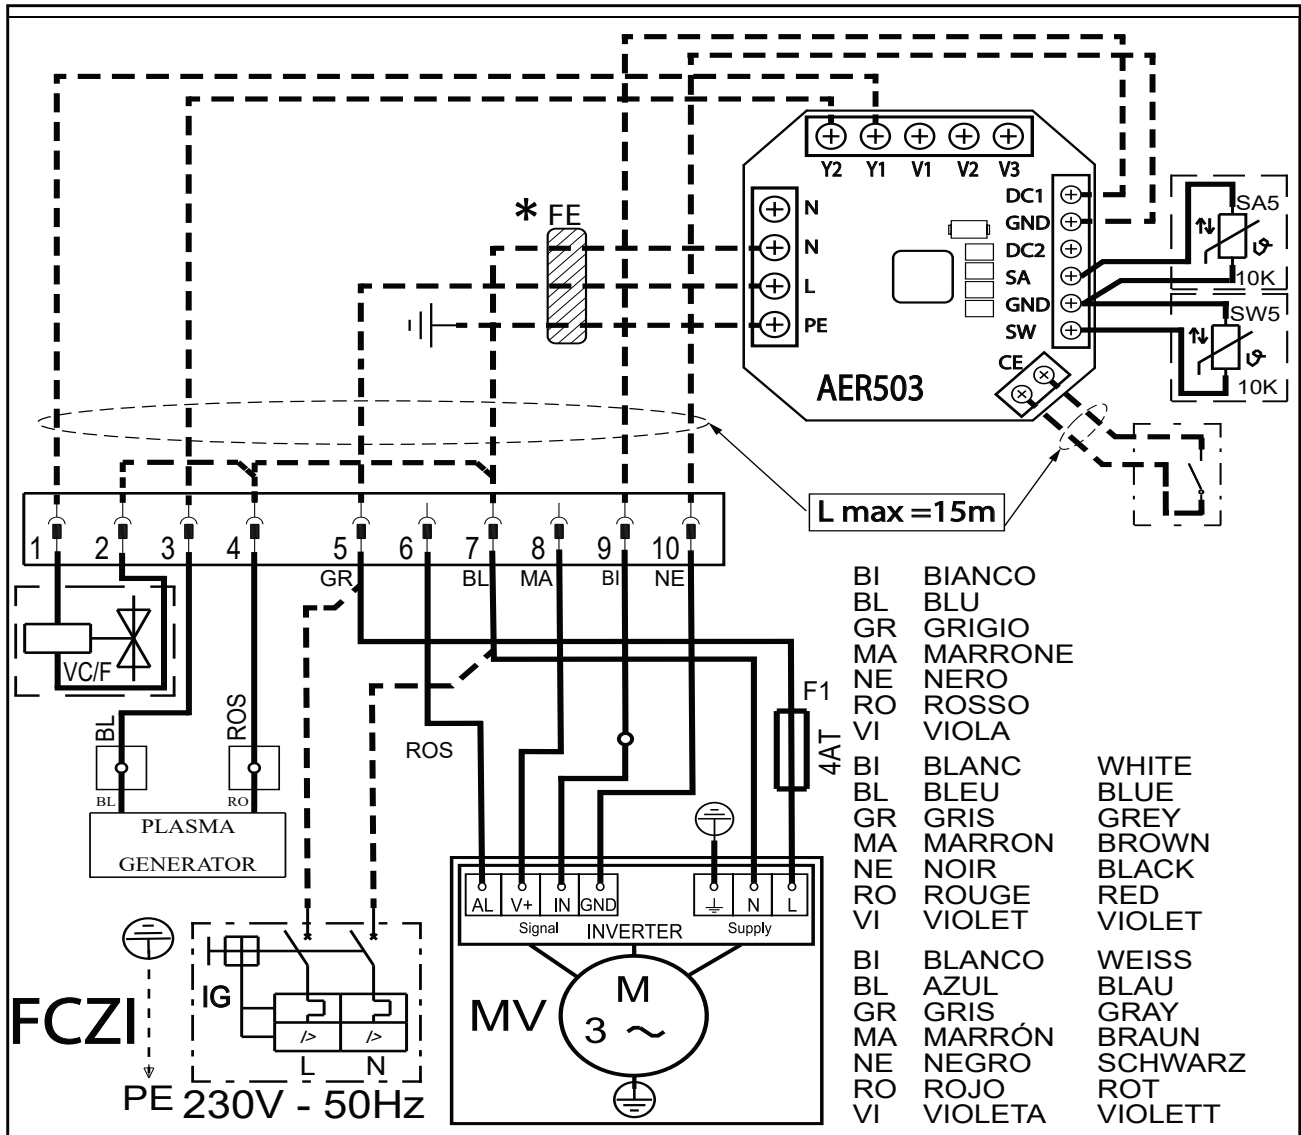 Y2 Y1 V1 V2 V3
DC1
GND
DC2
SA
GND
SW
CE
N
N
L
PE
AER503
* FE
SA5
10K
SW5
10K
L max =15m
1 2 3 4 5 6 7 8 9 10
GR BL MA BI NE
VC/F
BL
ROS
ROS
F1
4AT
BL
RO
PLASMA
GENERATOR
AL V+ IN GND N L
Signal INVERTER Supply
MV
M
3 ~
IG
/> />
L N
FCZI
PE 230V - 50Hz
BI BIANCO
BL BLU
GR GRIGIO
MA MARRONE
NE NERO
RO ROSSO
VI VIOLA
BI BLANC WHITE
BL BLEU BLUE
GR GRIS GREY
MA MARRON BROWN
NE NOIR BLACK
RO ROUGE RED
VI VIOLET VIOLET
BI BLANCO WEISS
BL AZUL BLAU
GR GRIS GRAY
MA MARRÓN BRAUN
NE NEGRO SCHWARZ
RO ROJO ROT
VI VIOLETA VIOLETT